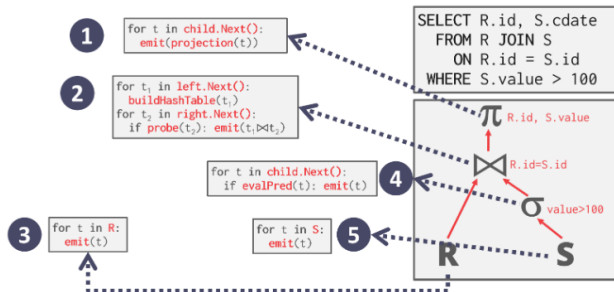 1
for t in child.Next():
emit(projection(t))
2
for t₁ in left.Next():
buildHashTable(t₁)
for t₂ in right.Next():
if probe(t₂): emit(t₁⨝t₂)
3
for t in R:
emit(t)
for t in child.Next():
if evalPred(t): emit(t)
4
for t in S:
emit(t)
5
SELECT R.id, S.cdate
FROM R JOIN S
ON R.id = S.id
WHERE S.value > 100
π R.id, S.value
⨝ R.id=S.id
σ value>100
R
S